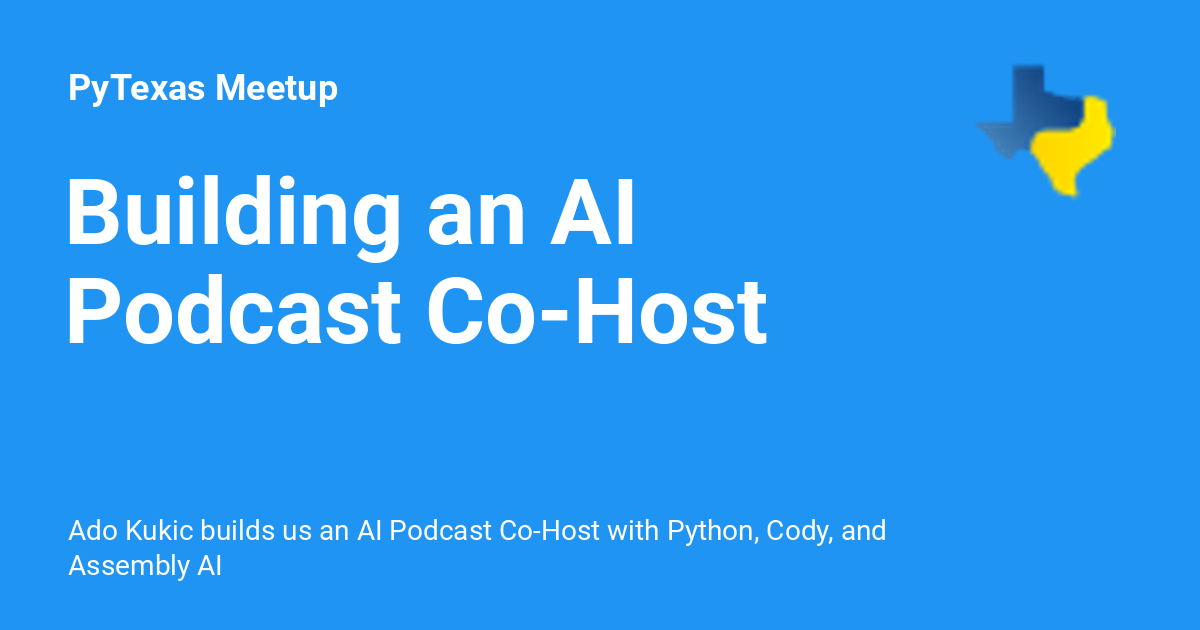 PyTexas Meetup
Building an AI
Podcast Co-Host
Ado Kukic builds us an AI Podcast Co-Host with Python, Cody, and
Assembly AI